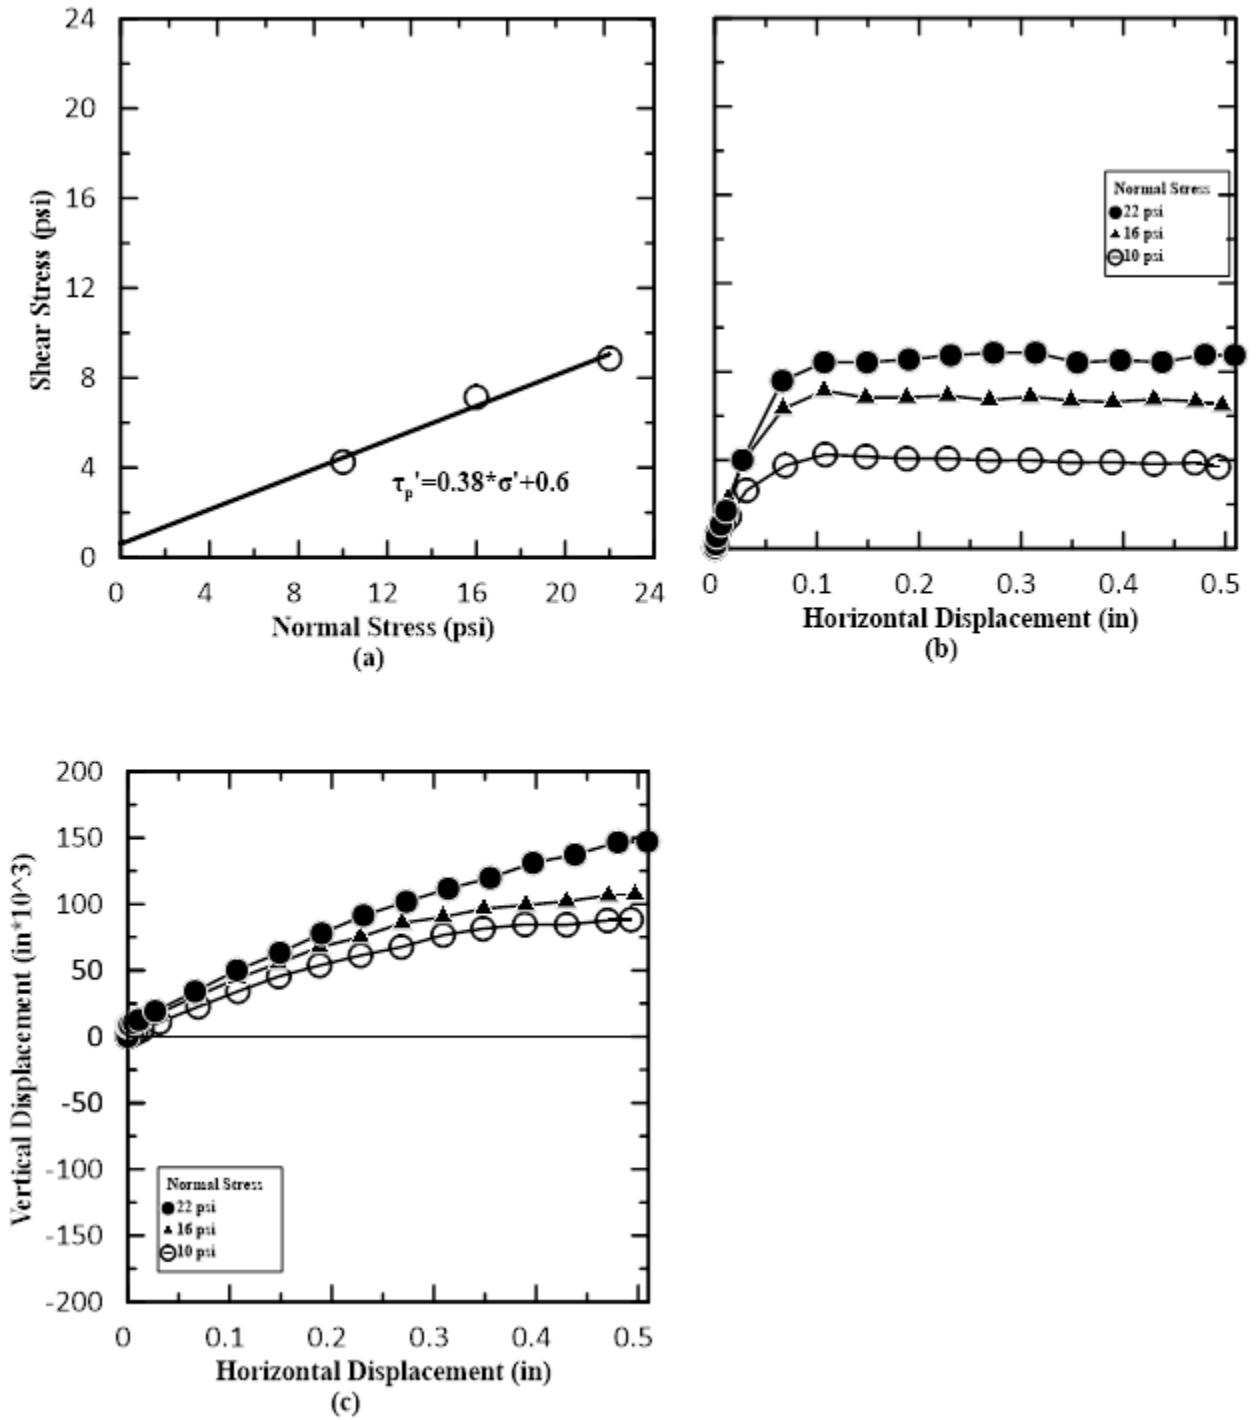 24
20
16
12
8
4
0
Shear Stress (psi)
τp'=0.38*σ'+0.6
0 4 8 12 16 20 24
Normal Stress (psi)
(a)
Normal Stress
22 psi
16 psi
10 psi
0 0.1 0.2 0.3 0.4 0.5
Horizontal Displacement (in)
(b)
200
150
100
50
0
-50
-100
-150
-200
Vertical Displacement (in*10^3)
Normal Stress
22 psi
16 psi
10 psi
0 0.1 0.2 0.3 0.4 0.5
Horizontal Displacement (in)
(c)